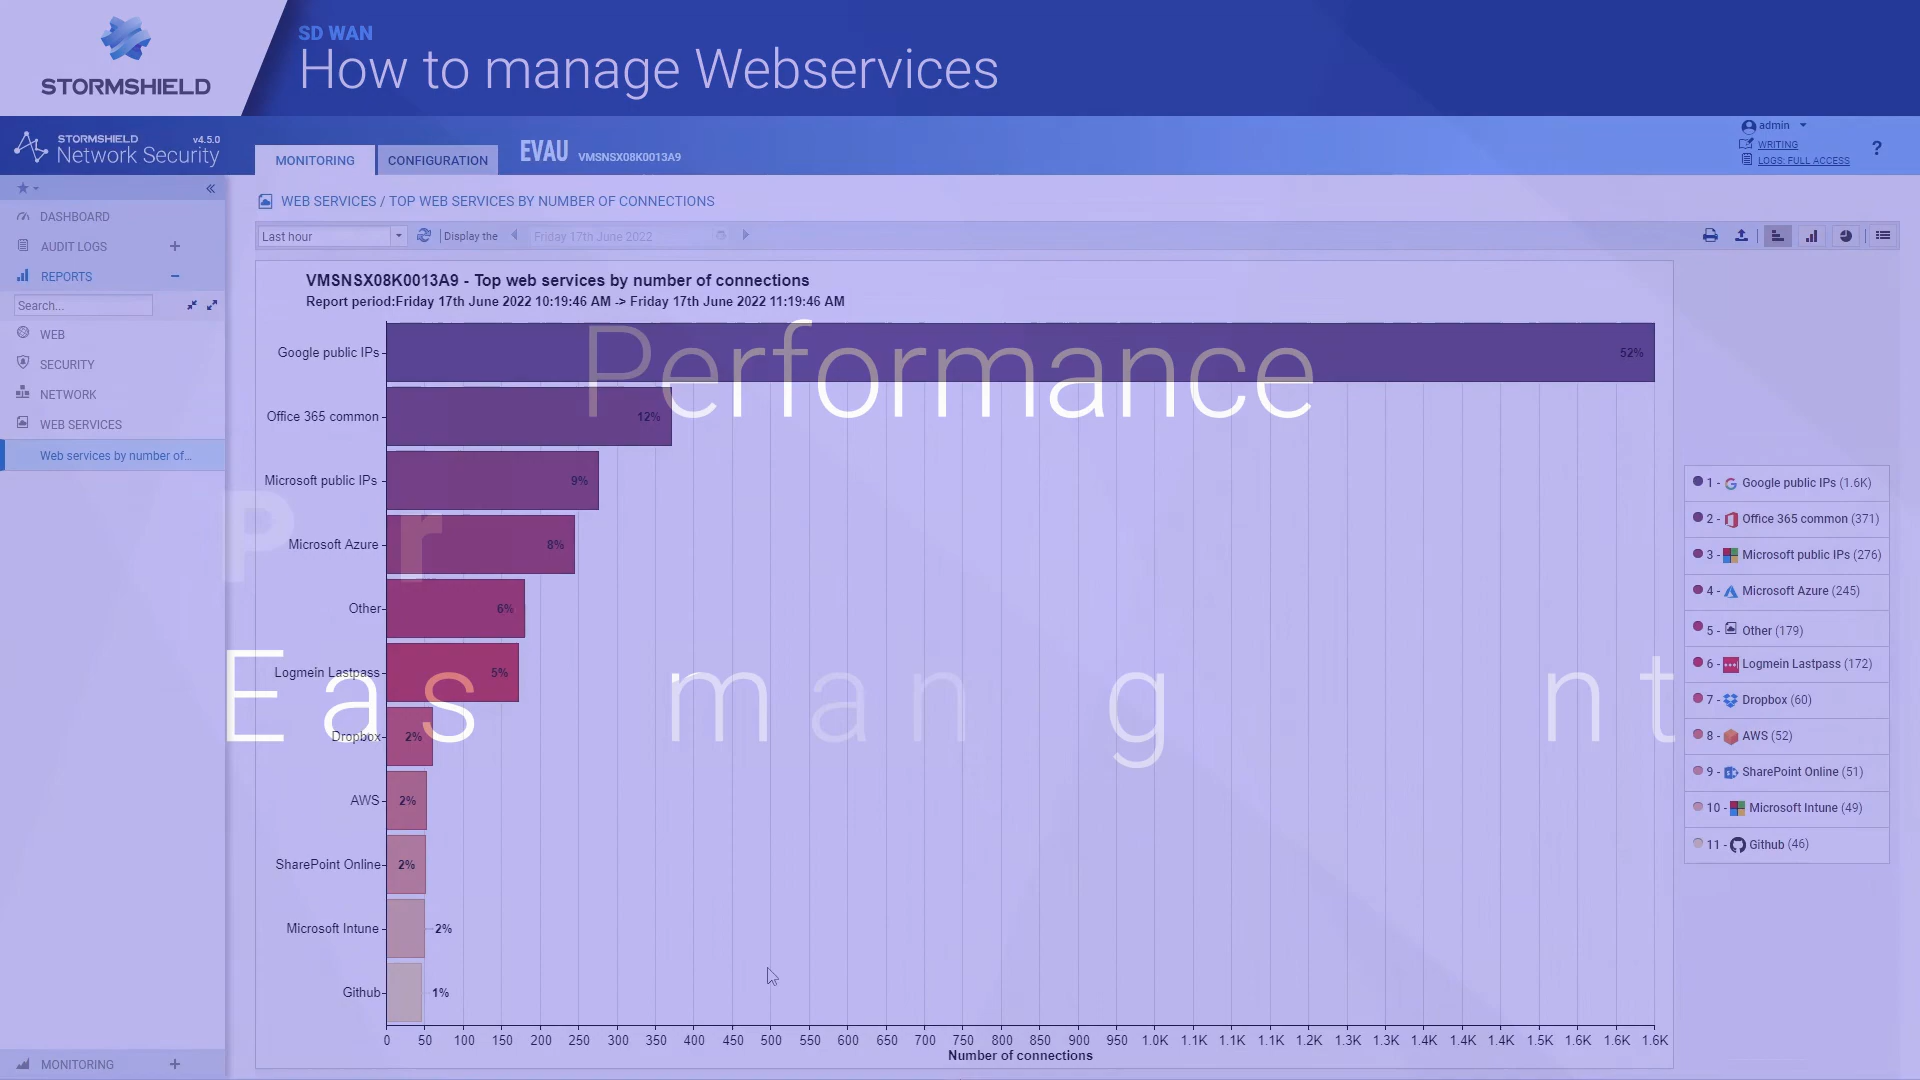 STORMSHIELD
SD WAN
How to manage Webservices
STORMSHIELD
v4.5.0
Network Security
MONITORING
CONFIGURATION
EVAU
VMSNSX08K0013A9
admin
WRITING
LOGS: FULL ACCESS
?
DASHBOARD
AUDIT LOGS
REPORTS
Search...
WEB
SECURITY
NETWORK
WEB SERVICES
Web services by number of...
MONITORING
WEB SERVICES / TOP WEB SERVICES BY NUMBER OF CONNECTIONS
Last hour
Display the
Friday 17th June 2022
VMSNSX08K0013A9 - Top web services by number of connections
Report period:Friday 17th June 2022 10:19:46 AM -> Friday 17th June 2022 11:19:46 AM
Performance
Google public IPs 52%
Office 365 common 12%
Microsoft public IPs 9%
P r
Microsoft Azure 8%
Other 6%
Logmein Lastpass 5%
E a s m a n g n t
Dropbox 2%
AWS 2%
SharePoint Online 2%
Microsoft Intune 2%
Github 1%
0 50 100 150 200 250 300 350 400 450 500 550 600 650 700 750 800 850 900 950 1.0K 1.1K 1.1K 1.1K 1.2K 1.3K 1.3K 1.4K 1.4K 1.5K 1.5K 1.6K 1.6K 1.6K
Number of connections
1 - Google public IPs (1.6K)
2 - Office 365 common (371)
3 - Microsoft public IPs (276)
4 - Microsoft Azure (245)
5 - Other (179)
6 - Logmein Lastpass (172)
7 - Dropbox (60)
8 - AWS (52)
9 - SharePoint Online (51)
10 - Microsoft Intune (49)
11 - Github (46)